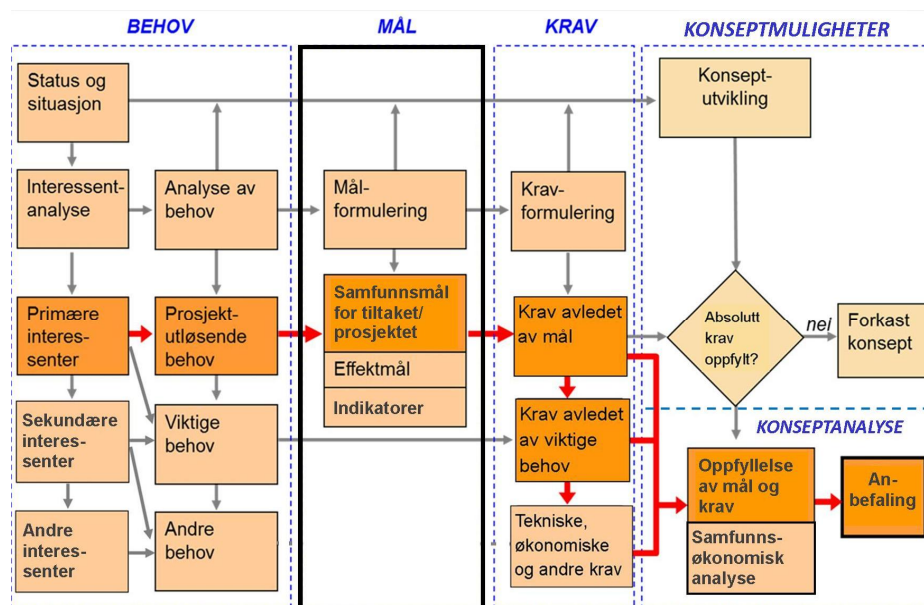 BEHOV
MÅL
KRAV
KONSEPTMULIGHETER
Status og
situasjon
Konsept-
utvikling
Interessent-
analyse
Analyse av
behov
Mål-
formulering
Krav-
formulering
Primære
interes-
senter
Prosjekt-
utløsende
behov
Samfunnsmål
for tiltaket/
prosjektet
Effektmål
Indikatorer
Krav avledet
av mål
Absolutt
krav
oppfylt?
nei
Forkast
konsept
Sekundære
interes-
senter
Viktige
behov
Krav avledet
av viktige
behov
KONSEPTANALYSE
Oppfyllelse
av mål og
krav
An-
befaling
Andre
interes-
senter
Andre
behov
Tekniske,
økonomiske
og andre krav
Samfunns-
økonomisk
analyse